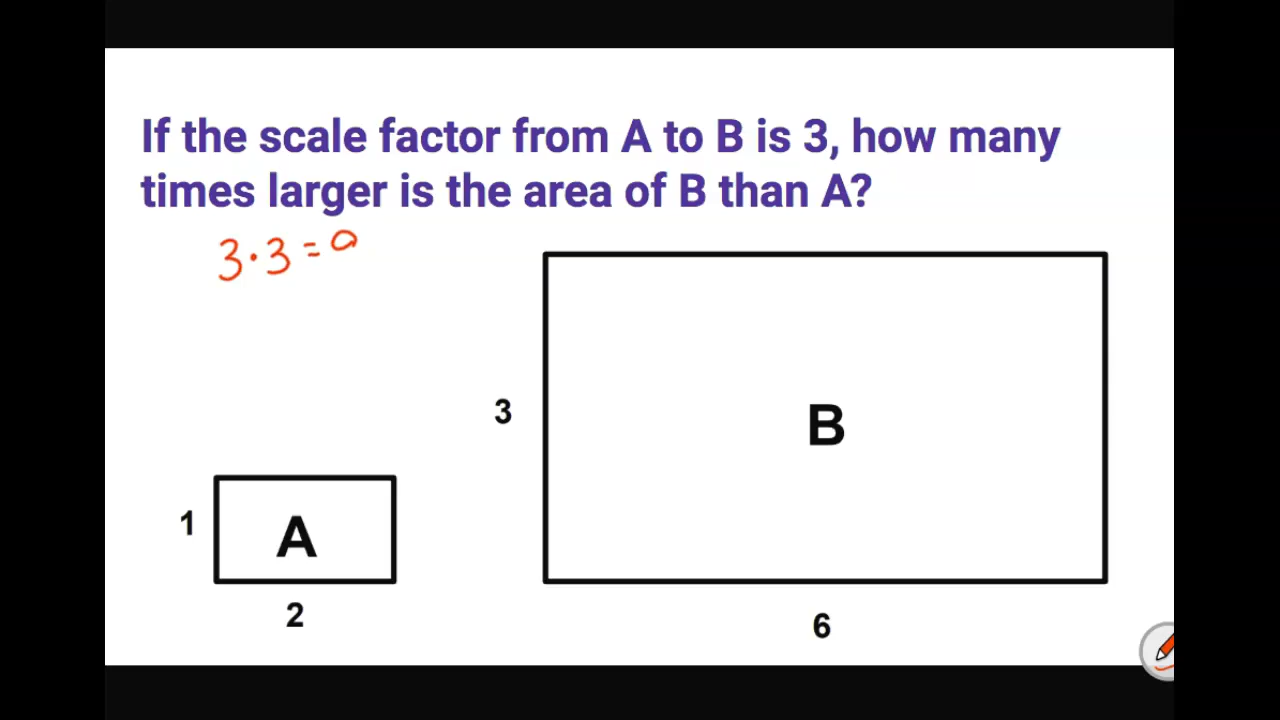 If the scale factor from A to B is 3, how many
times larger is the area of B than A?
3·3=9
3
B
1
A
2
6